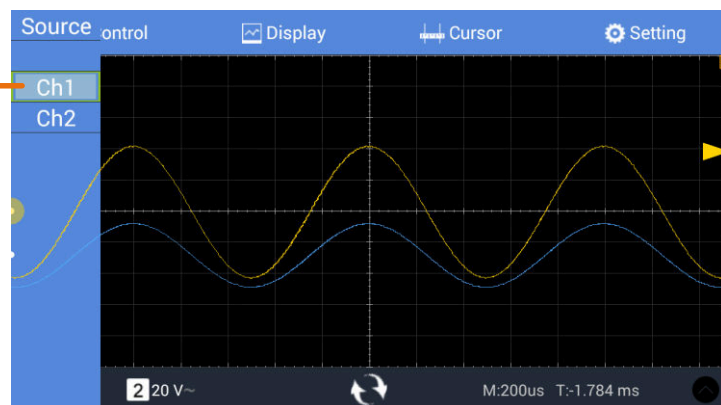 Source ontrol Display Cursor Setting
Ch1
Ch2
2 20 V~ M:200us T:-1.784 ms